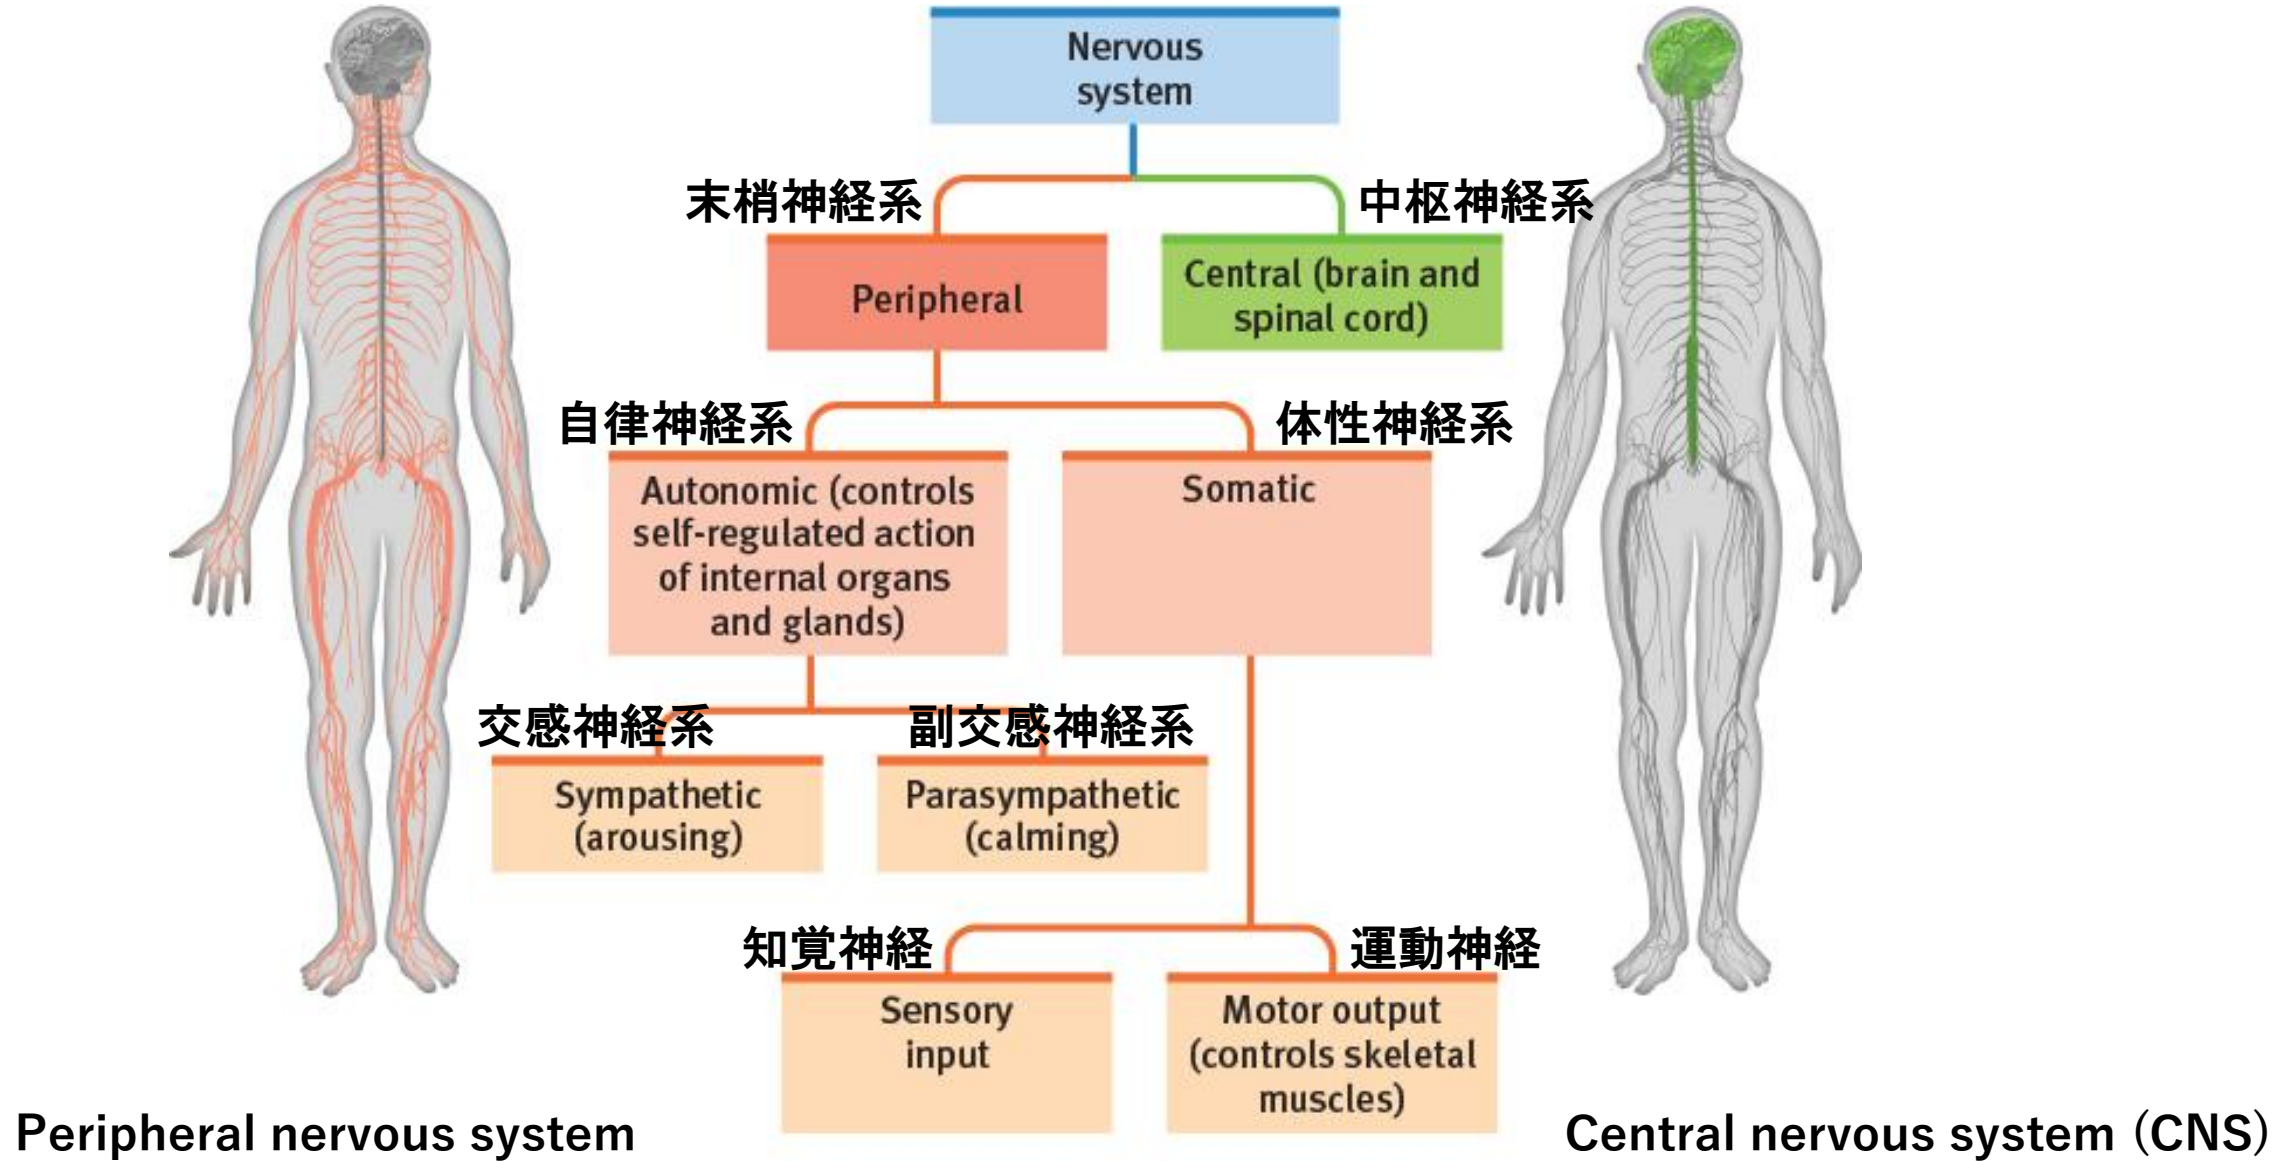 Nervous
system
末梢神経系
中枢神経系
Peripheral
Central (brain and
spinal cord)
自律神経系
体性神経系
Autonomic (controls
self-regulated action
of internal organs
and glands)
Somatic
交感神経系
副交感神経系
Sympathetic
(arousing)
Parasympathetic
(calming)
知覚神経
運動神経
Sensory
input
Motor output
(controls skeletal
muscles)
Peripheral nervous system
Central nervous system (CNS)